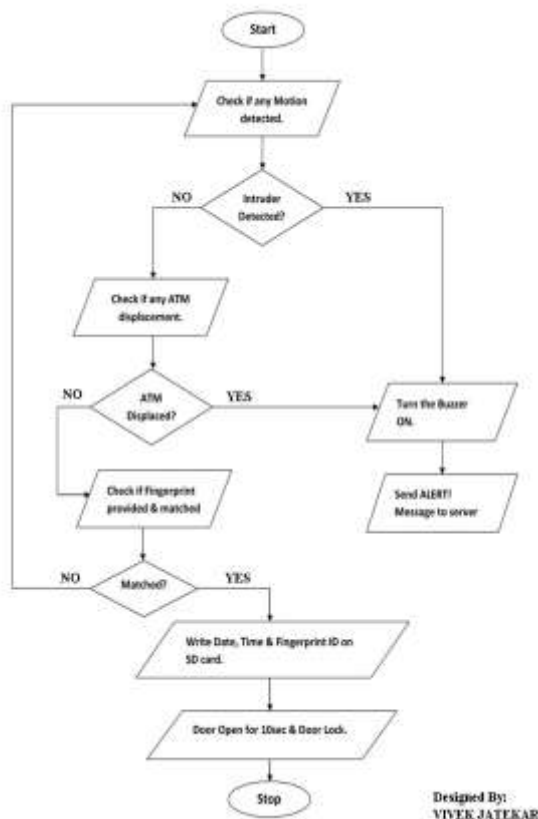 Start
Check if any Motion
detected.
NO
Intruder
Detected?
YES
Check if any ATM
displacement.
NO
ATM
Displaced?
YES
Turn the Buzzer
ON.
Check if Fingerprint
provided & matched
Send ALERT!
Message to server
NO
Matched?
YES
Write Date, Time & Fingerprint ID on
SD card.
Door Open for 10sec & Door Lock.
Stop
Designed By:
VIVEK JATEKAR